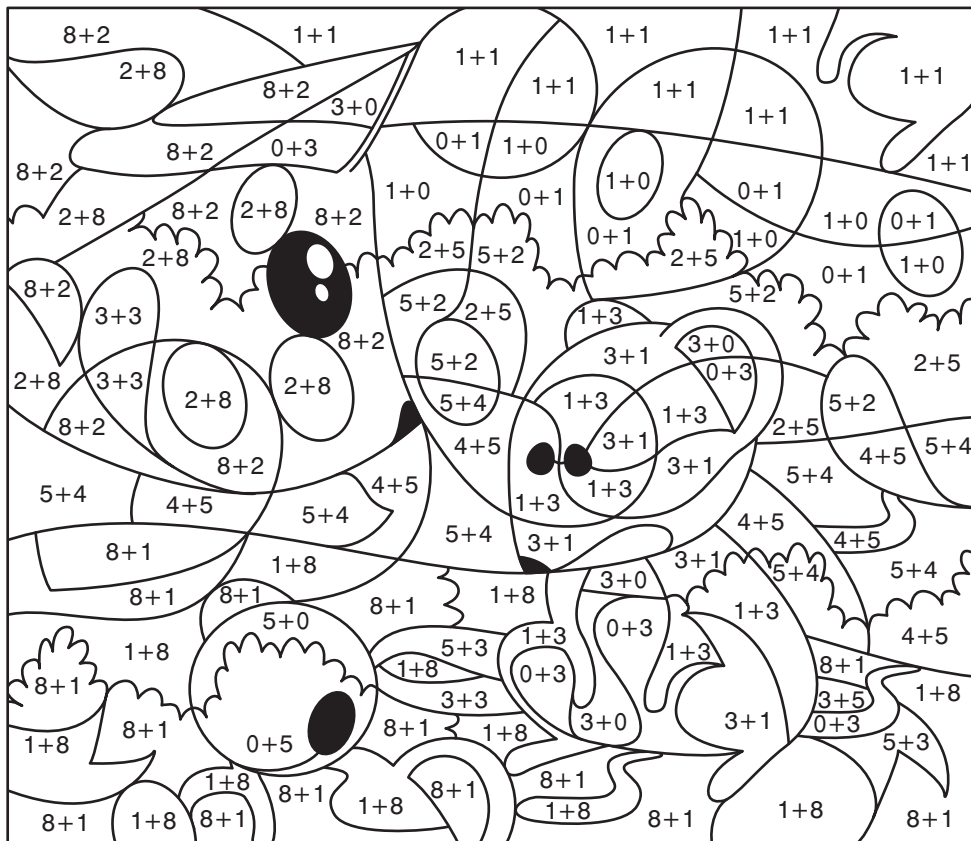 8+2 1+1 1+1 1+1
2+8 1+1 1+1
8+2 3+0 1+1 1+1 1+1
8+2 0+3 0+1 1+0 1+1
8+2 1+0 0+1 1+0 0+1
2+8 8+2 2+8 8+2 0+1 1+0 1+0 0+1
2+8 2+5 5+2 2+5 0+1 1+0
8+2 3+3 5+2 2+5 1+3 5+2
8+2 3+1 3+0 2+5
2+8 3+3 2+8 2+8 5+2 0+3
8+2 5+4 1+3 1+3 2+5 5+2
8+2 4+5 3+1 3+1 5+4 4+5 5+4
5+4 4+5 5+4 4+5 1+3 1+3
8+1 5+4 3+1 4+5 4+5
1+8 3+0 3+1 5+4 5+4
8+1 8+1 8+1 1+8 1+3
1+8 5+0 5+3 1+3 0+3 1+3 4+5
8+1 1+8 0+3 8+1
3+3 3+5 1+8
1+8 8+1 0+5 8+1 1+8 3+0 3+1 0+3 5+3
1+8 8+1 8+1 8+1
8+1 1+8 8+1 1+8 1+8 8+1 1+8 8+1